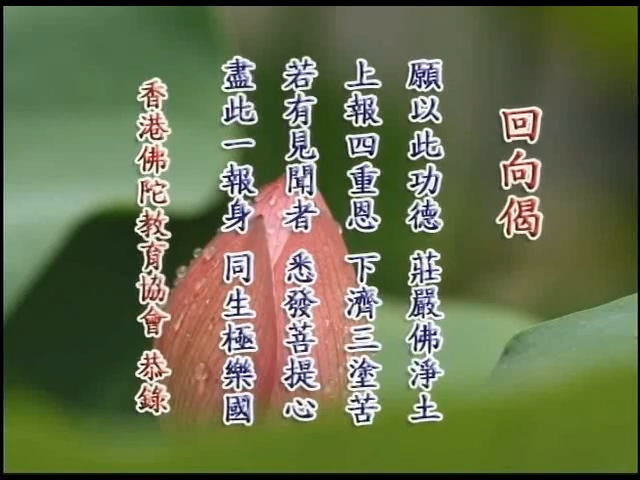 回向偈
願以此功德 莊嚴佛淨土
上報四重恩 下濟三塗苦
若有見聞者 悉發菩提心
盡此一報身 同生極樂國
香港佛陀教育協會 恭錄